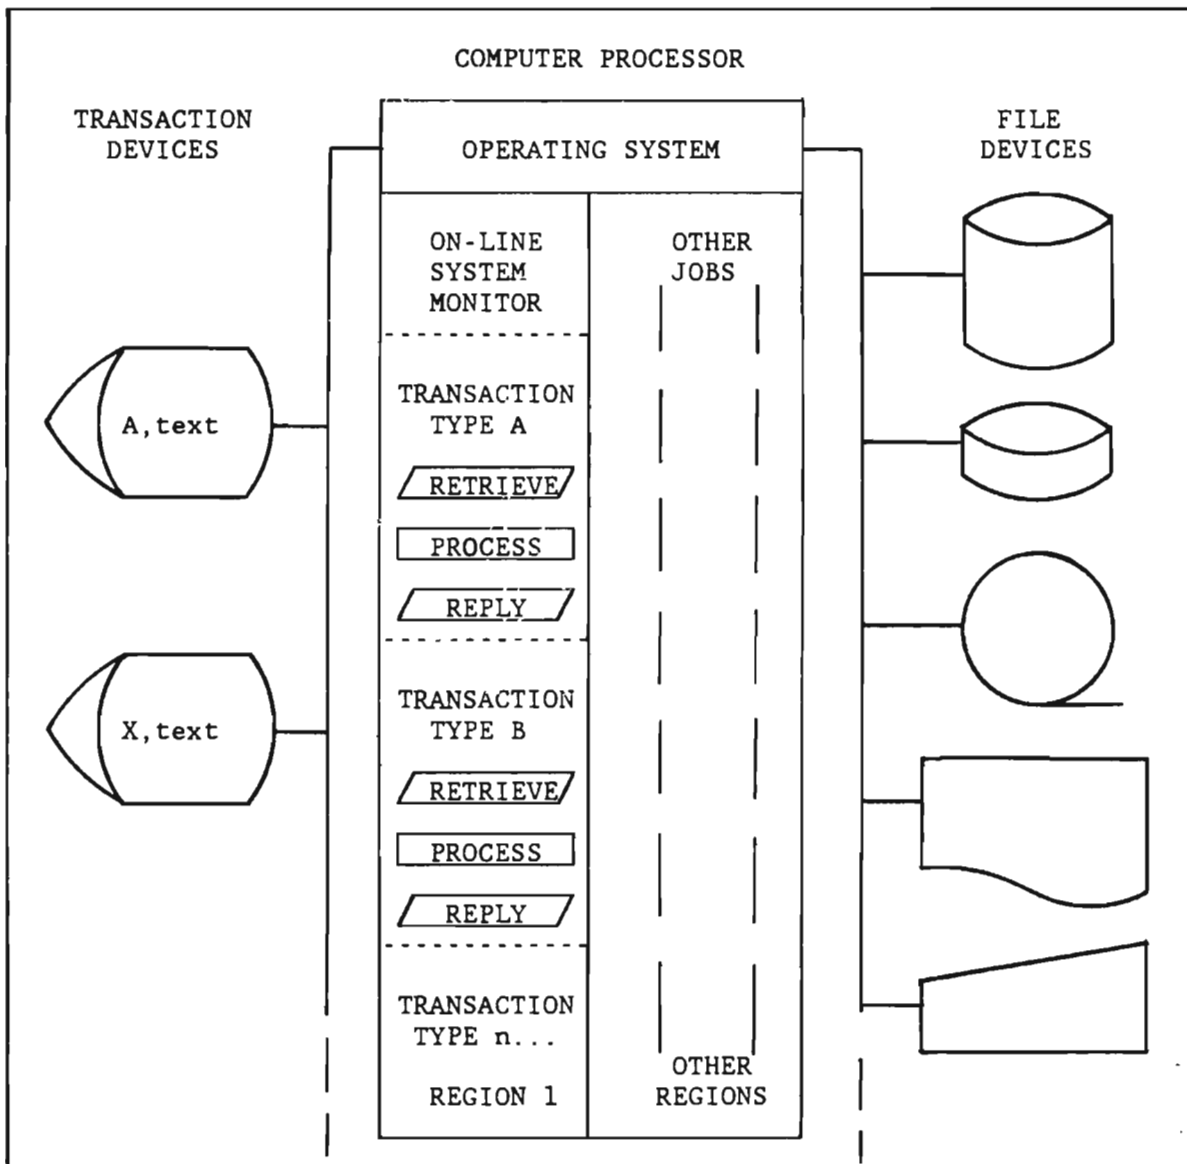 COMPUTER PROCESSOR
TRANSACTION
DEVICES
FILE
DEVICES
OPERATING SYSTEM
ON-LINE
SYSTEM
MONITOR
OTHER
JOBS
TRANSACTION
TYPE A
RETRIEVE
PROCESS
REPLY
A,text
TRANSACTION
TYPE B
RETRIEVE
PROCESS
REPLY
X,text
TRANSACTION
TYPE n...
REGION 1
OTHER
REGIONS